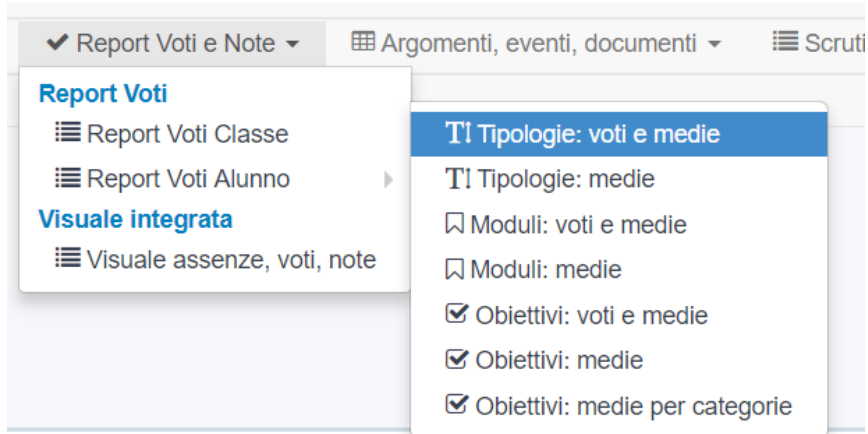 Report Voti e Note
Argomenti, eventi, documenti
Scruti
Report Voti
Report Voti Classe
Report Voti Alunno
Visuale integrata
Visuale assenze, voti, note
Tipologie: voti e medie
Tipologie: medie
Moduli: voti e medie
Moduli: medie
Obiettivi: voti e medie
Obiettivi: medie
Obiettivi: medie per categorie